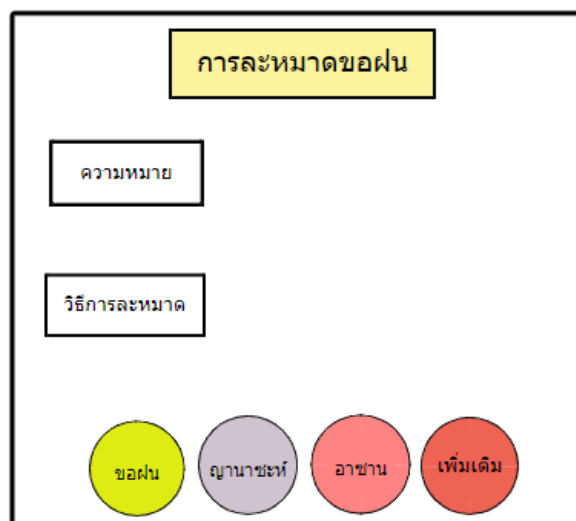 การละหมาดขอฝน
ความหมาย
วิธีการละหมาด
ขอฝน
ญานาซะห์
อาซาน
เพิ่มเติม